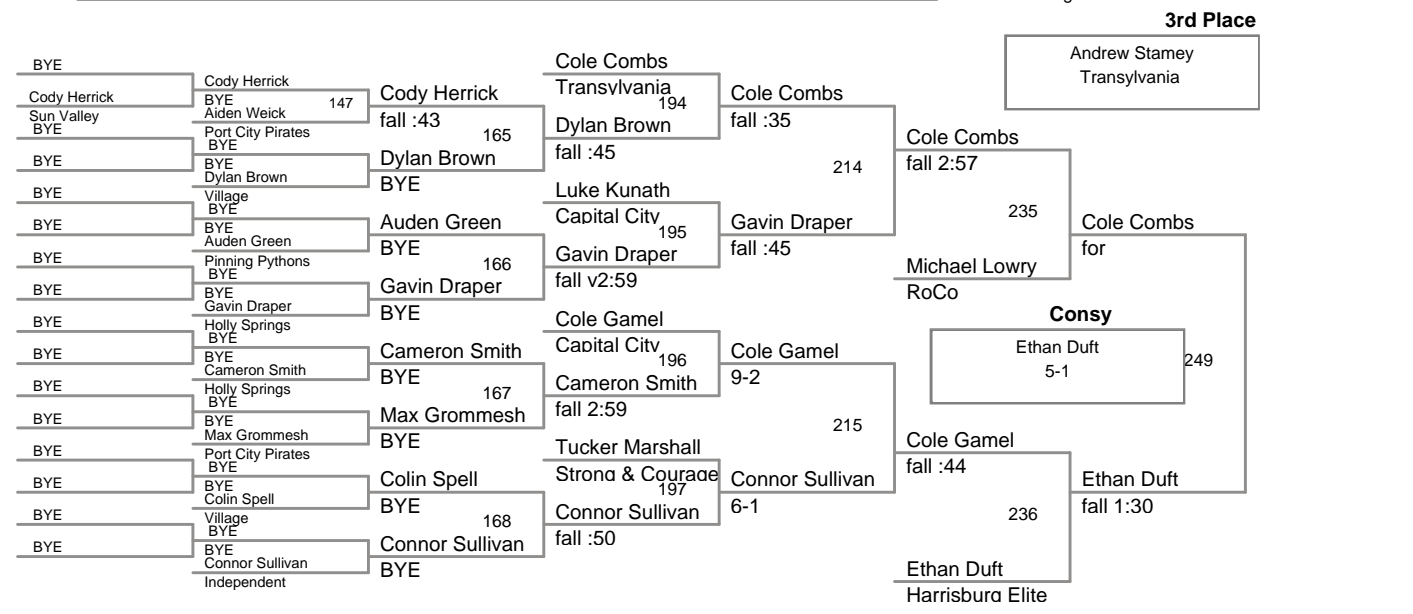 3rd Place
Andrew Stamey
Transylvania
BYE
Cody Herrick
Sun Valley
BYE
BYE
BYE
BYE
BYE
BYE
BYE
BYE
BYE
BYE
BYE
BYE
BYE
BYE
Cody Herrick
BYE
Aiden Weick
147
Port City Pirates
BYE
BYE
Dylan Brown
Village
BYE
BYE
Auden Green
Pinning Pythons
BYE
BYE
Gavin Draper
Holly Springs
BYE
BYE
Cameron Smith
Holly Springs
BYE
BYE
Max Grommesh
Port City Pirates
BYE
BYE
Colin Spell
Village
BYE
BYE
Connor Sullivan
Independent
Cody Herrick
fall :43
165
Dylan Brown
BYE
Auden Green
BYE
166
Gavin Draper
BYE
Cameron Smith
BYE
167
Max Grommesh
BYE
Colin Spell
BYE
168
Connor Sullivan
BYE
Cole Combs
Transylvania
194
Dylan Brown
fall :45
Luke Kunath
Capital City
195
Gavin Draper
fall v2:59
Cole Gamel
Capital City
196
Cameron Smith
fall 2:59
Tucker Marshall
Strong & Courage
197
Connor Sullivan
fall :50
Cole Combs
fall :35
214
Gavin Draper
fall :45
Cole Gamel
9-2
215
Connor Sullivan
6-1
Cole Combs
fall 2:57
235
Michael Lowry
RoCo
Cole Gamel
fall :44
236
Ethan Duft
Harrisburg Elite
Cole Combs
for
Consy
Ethan Duft
5-1
249
Ethan Duft
fall 1:30